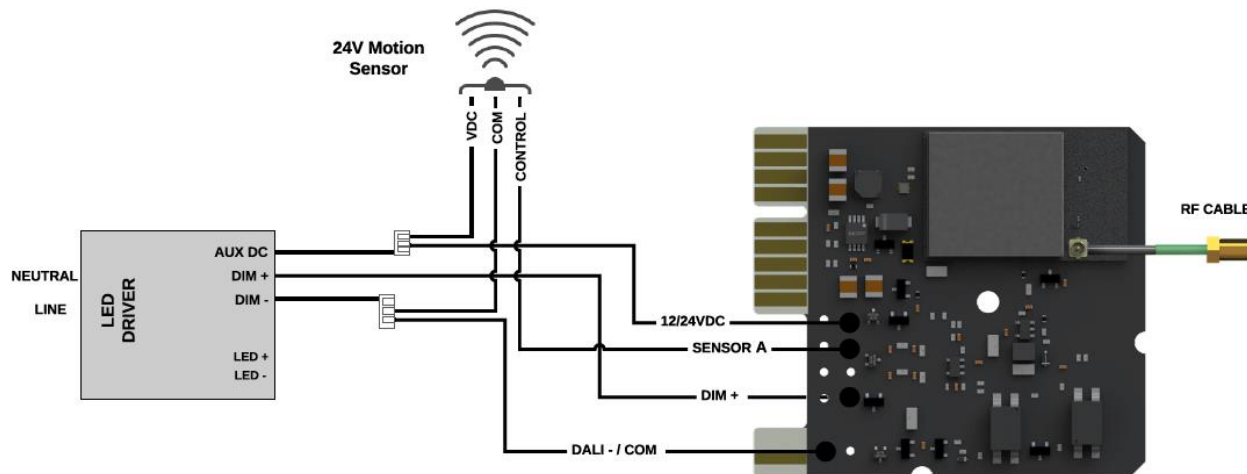 24V Motion
Sensor
VDC
COM
CONTROL
RF CABLE
AUX DC
DIM +
DIM -
NEUTRAL
LINE
LED
DRIVER
LED +
LED -
12/24VDC
SENSOR A
DIM +
DALI - / COM